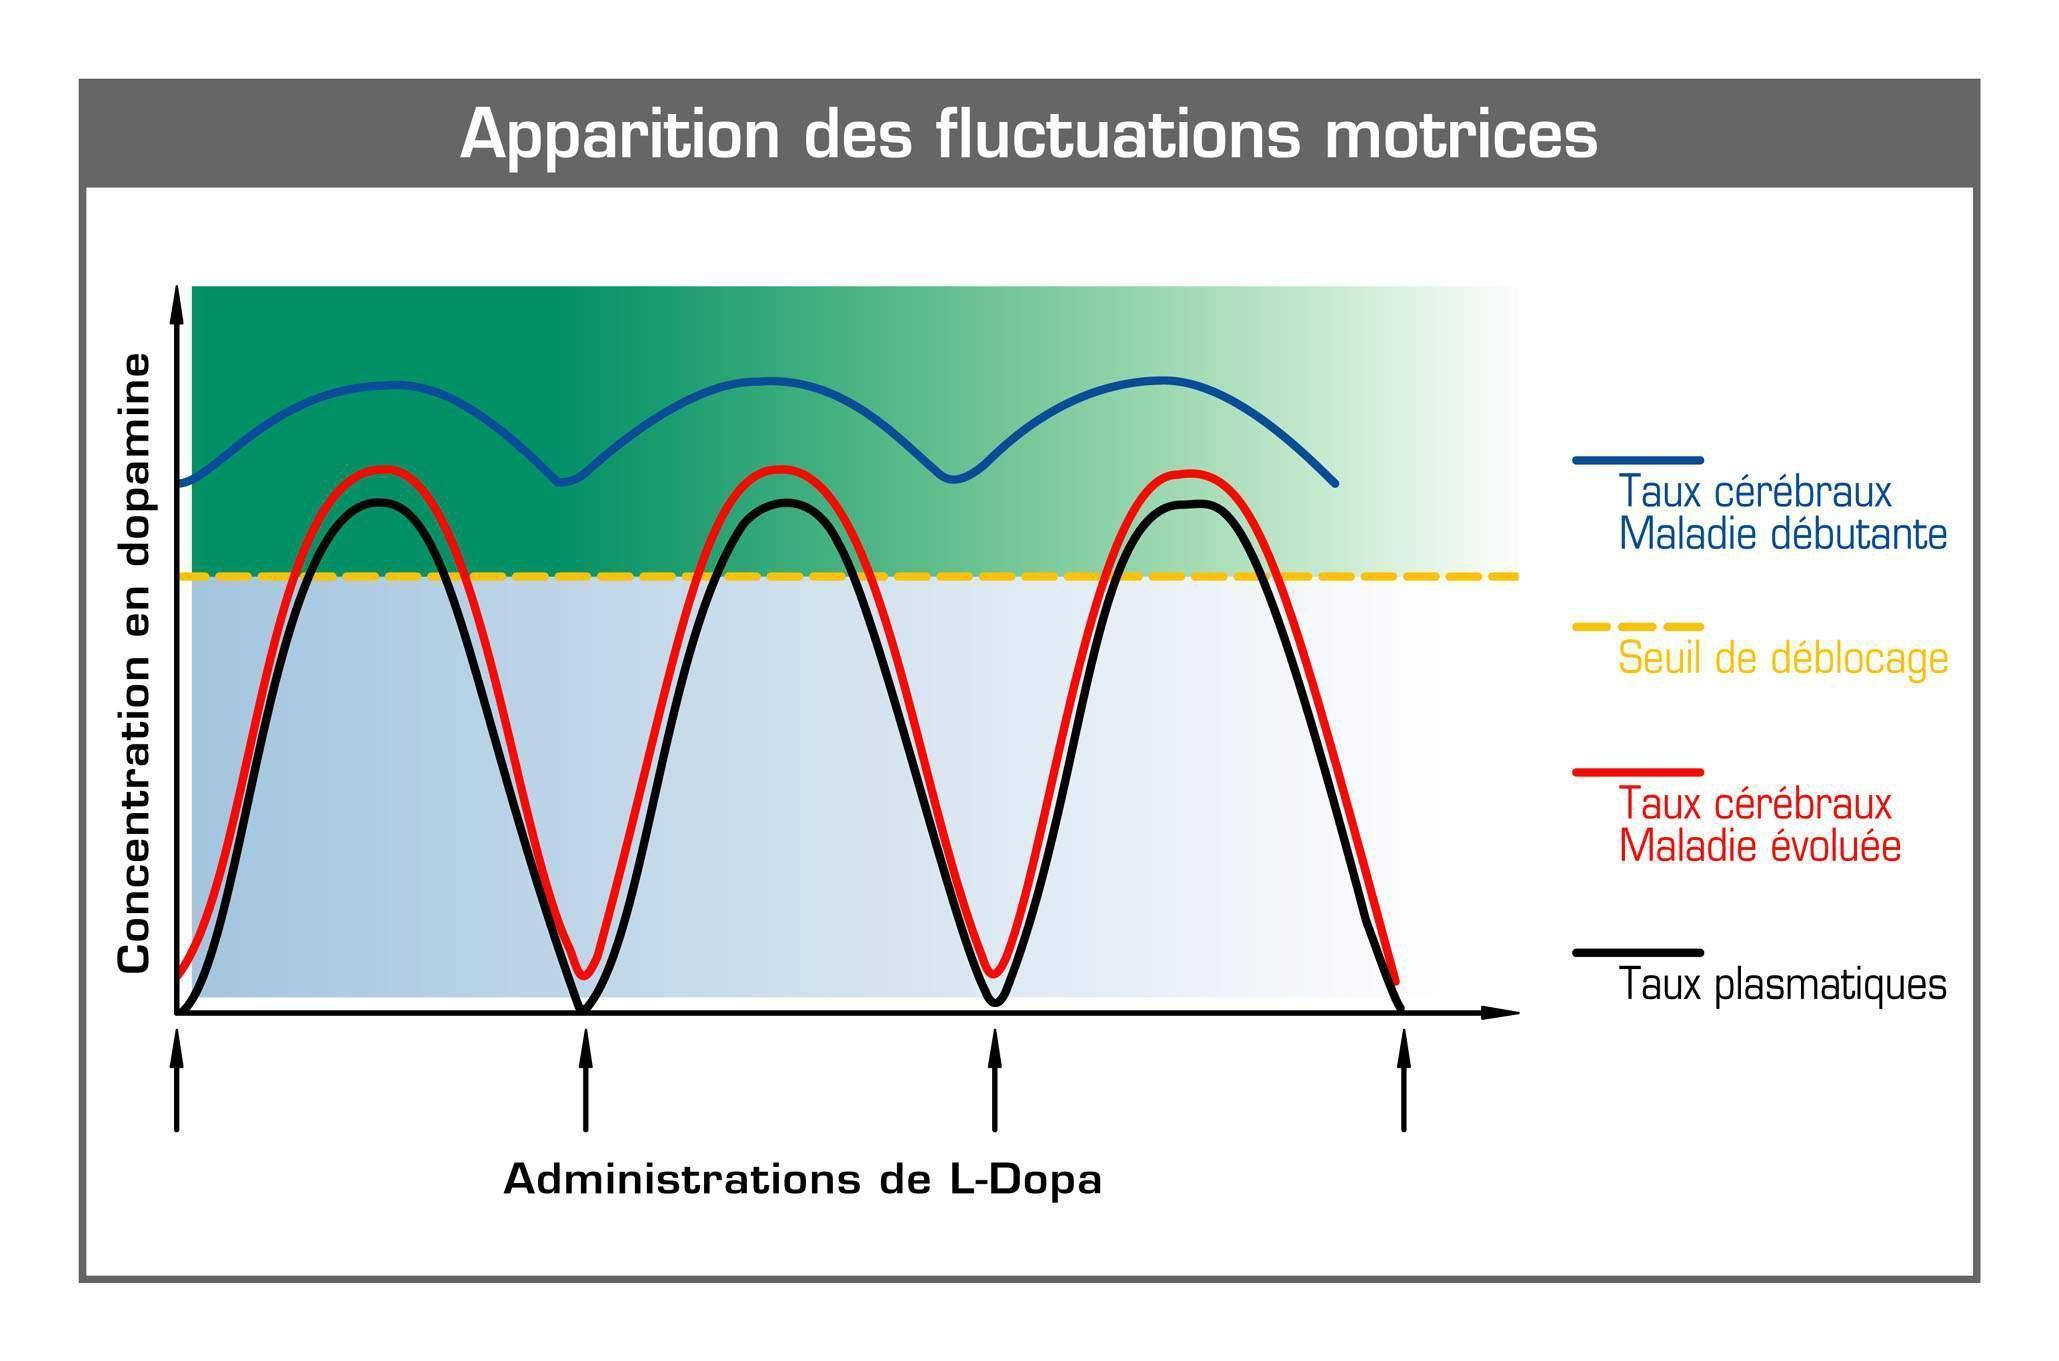 Apparition des fluctuations motrices
Concentration en dopamine
Taux cérébraux
Maladie débutante
Seuil de déblocage
Taux cérébraux
Maladie évoluée
Taux plasmatiques
Administrations de L-Dopa